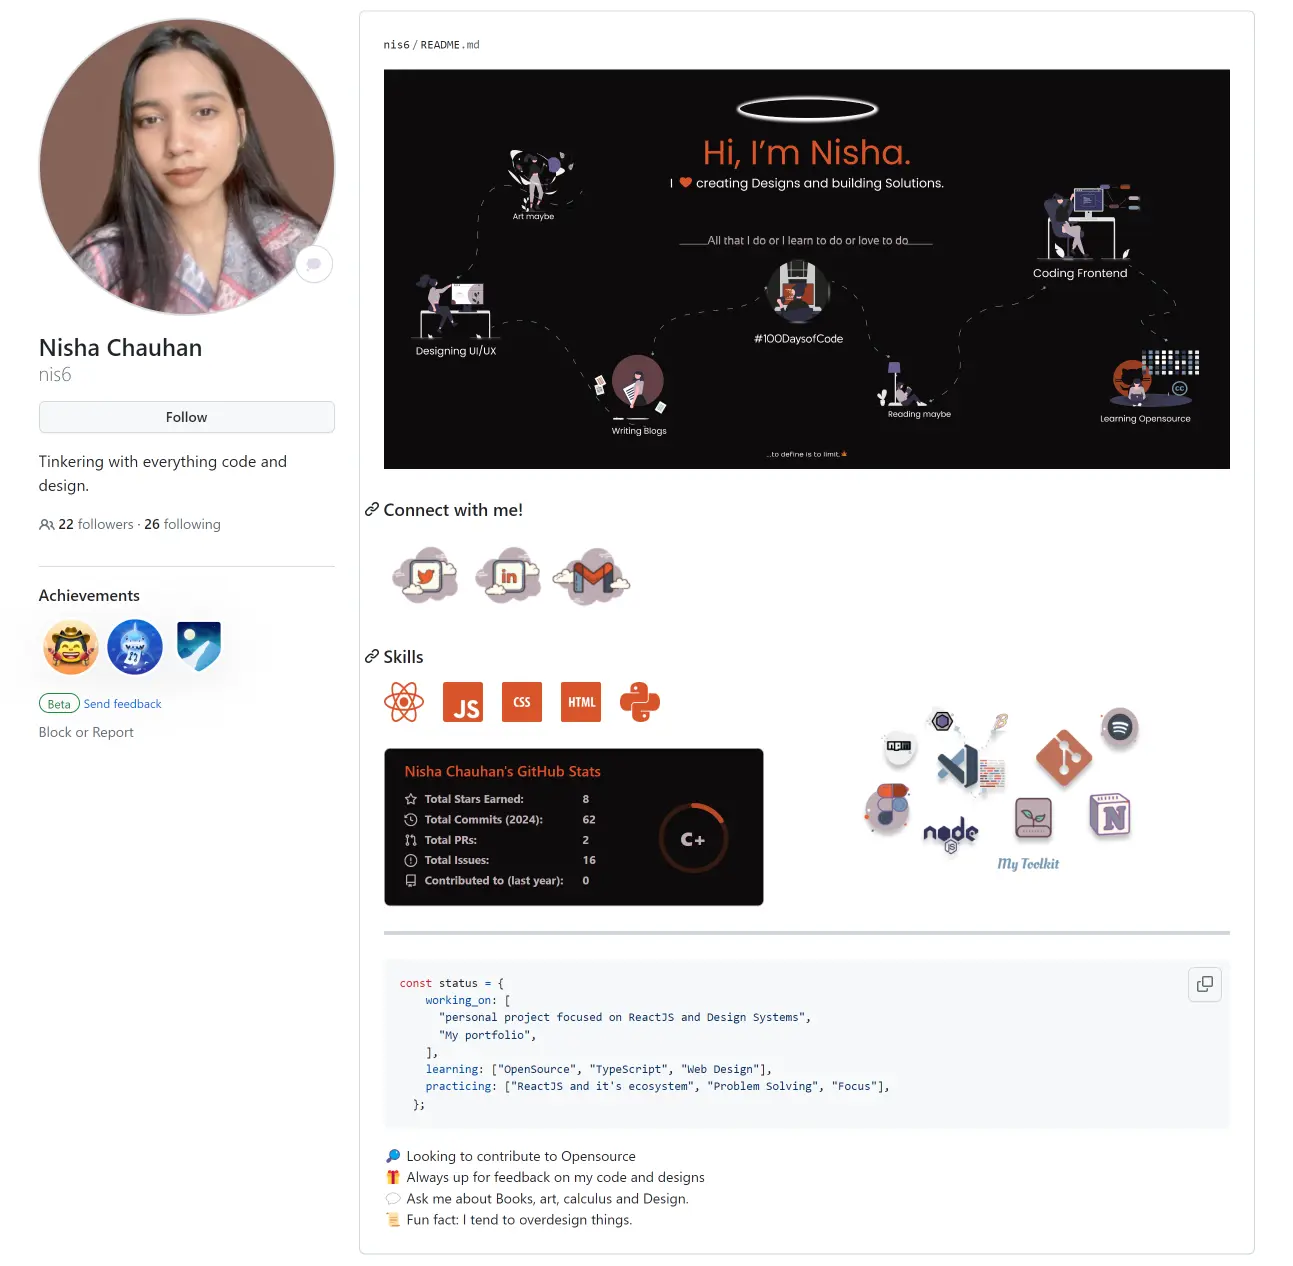 Nisha Chauhan
nis6
Follow
Tinkering with everything code and
design.
22 followers · 26 following
Achievements
Beta Send feedback
Block or Report
nis6/README.md
Hi, I'm Nisha.
I creating Designs and building Solutions.
All that I do or I learn to do or love to do
Art maybe
Coding Frontend
Designing UI/UX
#100DaysofCode
Writing Blogs
Reading maybe
Learning Opensource
CC
...to define is to limit.
Connect with me!
in
Skills
JS
CSS
HTML
Nisha Chauhan's GitHub Stats
Total Stars Earned: 8
Total Commits (2024): 62
Total PRs: 2
Total Issues: 16
Contributed to (last year): 0
C+
npm
node
JS
N
My Toolkit
const status = {
working_on: [
"personal project focused on ReactJS and Design Systems",
"My portfolio",
],
learning: ["OpenSource", "TypeScript", "Web Design"],
practicing: ["ReactJS and it's ecosystem", "Problem Solving", "Focus"],
};
🔎 Looking to contribute to Opensource
🎁 Always up for feedback on my code and designs
💬 Ask me about Books, art, calculus and Design.
📜 Fun fact: I tend to overdesign things.